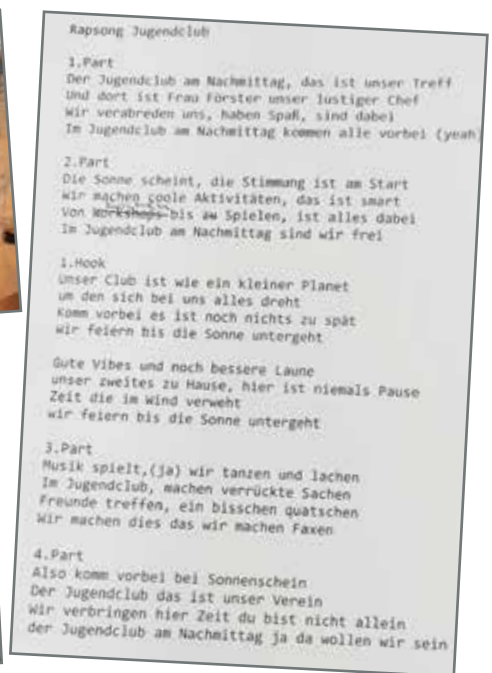 Rapsong Jugendclub
1.Part
Der Jugendclub am Nachmittag, das ist unser Treff
Und dort ist Frau Förster unser lustiger Chef
Wir verabreden uns, haben Spaß, sind dabei
Im Jugendclub am Nachmittag kommen alle vorbei (yeah)
2.Part
Die Sonne scheint, die Stimmung ist am Start
Wir machen coole Aktivitäten, das ist smart
Von Workshops bis zu Spielen, ist alles dabei
Im Jugendclub am Nachmittag sind wir frei
1.Hook
Unser Club ist wie ein kleiner Planet
um den sich bei uns alles dreht
Komm vorbei es ist noch nichts zu spät
wir feiern bis die Sonne untergeht
Gute Vibes und noch bessere Laune
unser zweites zu Hause, hier ist niemals Pause
Zeit die im Wind verweht
wir feiern bis die Sonne untergeht
3.Part
Musik spielt,(ja) wir tanzen und lachen
Im Jugendclub, machen verrückte Sachen
Freunde treffen, ein bisschen quatschen
Wir machen dies das wir machen Faxen
4.Part
Also komm vorbei bei Sonnenschein
Der Jugendclub das ist unser Verein
Wir verbringen hier Zeit du bist nicht allein
der Jugendclub am Nachmittag ja da wollen wir sein